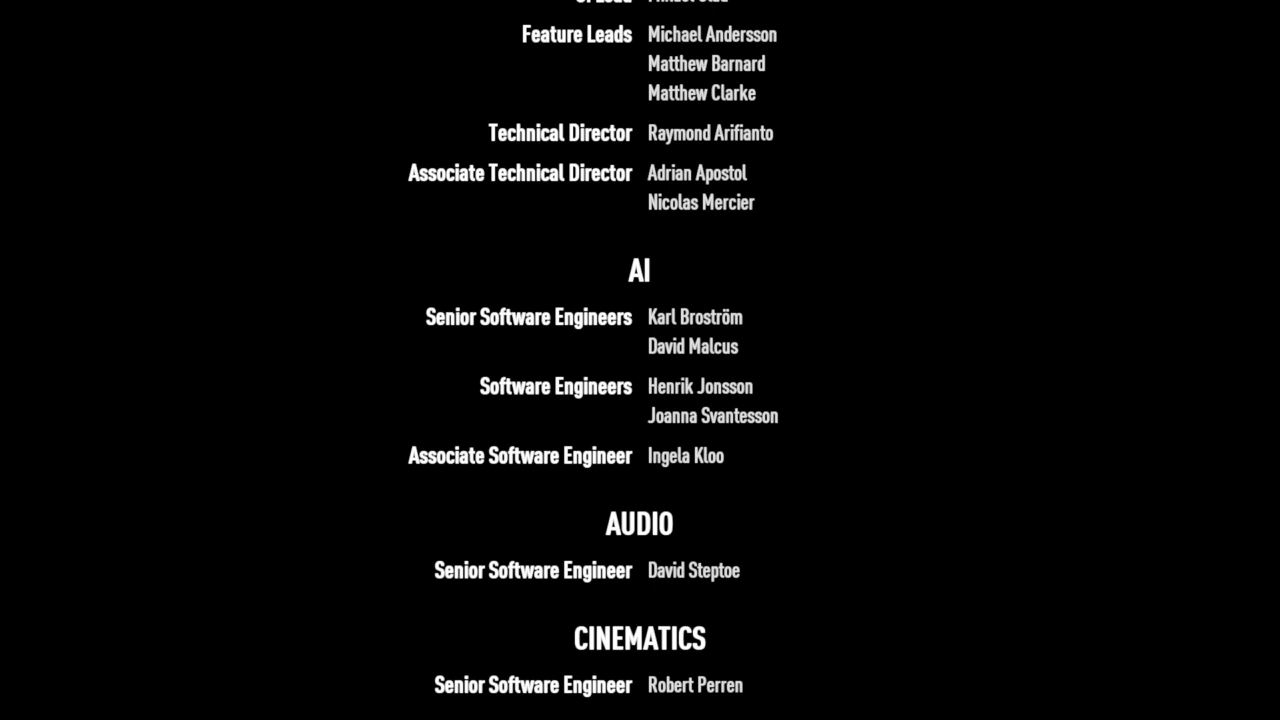 Feature Leads Michael Andersson
Matthew Barnard
Matthew Clarke
Technical Director Raymond Arifianto
Associate Technical Director Adrian Apostol
Nicolas Mercier
AI
Senior Software Engineers Karl Broström
David Malcus
Software Engineers Henrik Jonsson
Joanna Svantesson
Associate Software Engineer Ingela Kloo
AUDIO
Senior Software Engineer David Steptoe
CINEMATICS
Senior Software Engineer Robert Perren